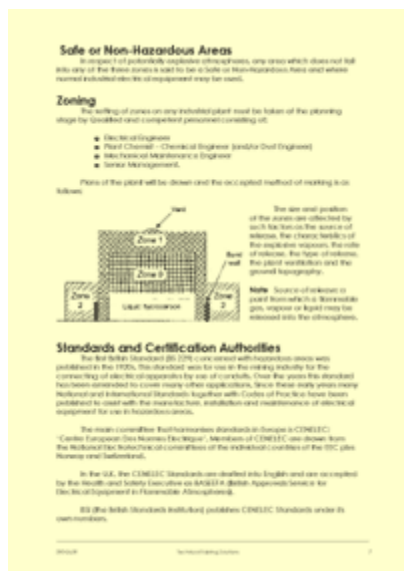 Safe or Non-Hazardous Areas
In respect of potentially explosive atmospheres, any area which does not fall
into any of the three zones is said to be a Safe or Non-Hazardous Area and where
normal industrial electrical equipment may be used.
Zoning
The setting of zones on any industrial plant must be taken at the planning
stage by Qualified and competent personnel consisting of:
Electrical Engineer
Plant Chemist - Chemical Engineer (and/or Dust Engineer)
Mechanical Maintenance Engineer
Senior Management.
Plans of the plant will be drawn and the accepted method of marking is as
follows
Vent
Zone 1
Zone 0
Bund
wall
Zone
2
Liquid hydrocarbon
Zone
2
The size and position
of the zones are affected by
such factors as the source of
release, the characteristics of
the explosive vapours, the rate
of release, the type of release,
the plant ventilation and the
ground topography.
Note Source of release is a
point from which a flammable
gas, vapour or liquid may be
released into the atmosphere.
Standards and Certification Authorities
The first British Standard (BS 229) concerned with hazardous areas was
published in the 1920s, this standard was for use in the mining industry for the
connecting of electrical apparatus by use of conduits. Over the years this standard
has been amended to cover many other applications. Since these early years many
National and International Standards together with Codes of Practice have been
published to assist with the manufacture, installation and maintenance of electrical
equipment for use in hazardous areas.
The main committee that harmonises standards in Europe is CENELEC:
'Centre European Des Normes Electrique'. Members of CENELEC are drawn from
the National Electrotechnical committees of the individual countries of the EEC plus
Norway and Switzerland.
In the U.K. the CENELEC Standards are drafted into English and are accepted
by the Health and Safety Executive as BASEEFA (British Approvals Service for
Electrical Equipment in Flammable Atmospheres).
BSI (the British Standards Institution) publishes CENELEC Standards under its
own numbers.